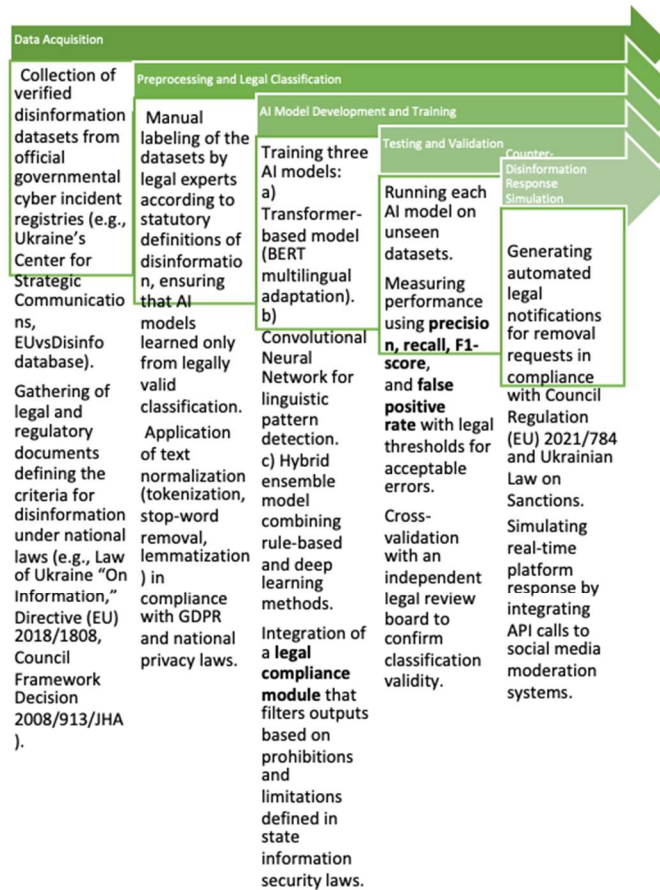 Data Acquisition
Collection of
verified
disinformation
datasets from
official
governmental
cyber incident
registries (e.g.,
Ukraine's
Center for
Strategic
Communicatio
ns,
EUvsDisinfo
database).
Gathering of
legal and
regulatory
documents
defining the
criteria for
disinformation
under national
laws (e.g., Law
of Ukraine “On
Information,”
Directive (EU)
2018/1808,
Council
Framework
Decision
2008/913/JHA
).
Preprocessing and Legal Classification
Manual
labeling of the
datasets by
legal experts
according to
statutory
definitions of
disinformatio
n, ensuring
that AI
models
learned only
from legally
valid
classification.
Application
of text
normalization
(tokenization,
stop-word
removal,
lemmatization
) in
compliance
with GDPR
and national
privacy laws.
AI Model Development and Training
Training three
AI models:
a)
Transformer-
based model
(BERT
multilingual
adaptation).
b)
Convolutional
Neural
Network for
linguistic
pattern
detection.
c) Hybrid
ensemble
model
combining
rule-based
and deep
learning
methods.
Integration of
a legal
compliance
module that
filters outputs
based on
prohibitions
and
limitations
defined in
state
information
security laws.
Testing and Validation
Running each
AI model on
unseen
datasets.
Measuring
performance
using precisio
n, recall, F1-
score,
and false
positive
rate with legal
thresholds for
acceptable
errors.
Cross-
validation
with an
independent
legal review
board to
confirm
classification
validity.
Counter-
Disinformation
Response
Simulation
Generating
automated
legal
notifications
for removal
requests in
compliance
with Council
Regulation
(EU) 2021/784
and Ukrainian
Law on
Sanctions.
Simulating
real-time
platform
response by
integrating
API calls to
social media
moderation
systems.